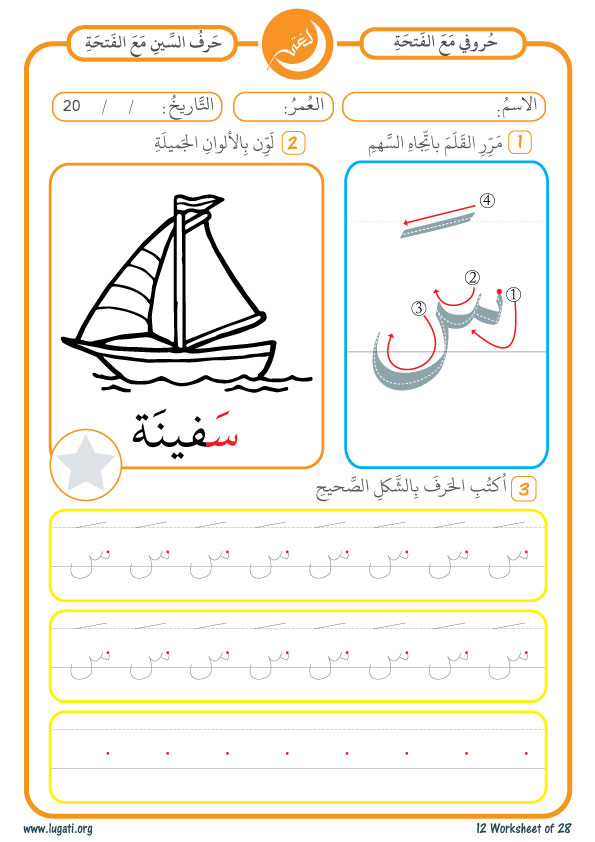 حُروفي مَعَ الفَتحَةِ
لغتي
حَرفُ السِّينِ مَعَ الفَتحَةِ
الاسمُ:
العُمرُ:
التَّاريخُ: / / 20
1 مَرِّرِ القَلَمَ باتِّجاهِ السَّهمِ
2 لَوِّن بِالألوانِ الجَميلَةِ
④
② ①
③
سَ
سَفينَة
3 اُكتُبِ الحَرفَ بِالشَّكلِ الصَّحيحِ
سَ سَ سَ سَ سَ سَ سَ سَ
سَ سَ سَ سَ سَ سَ سَ سَ
www.lugati.org
12 Worksheet of 28